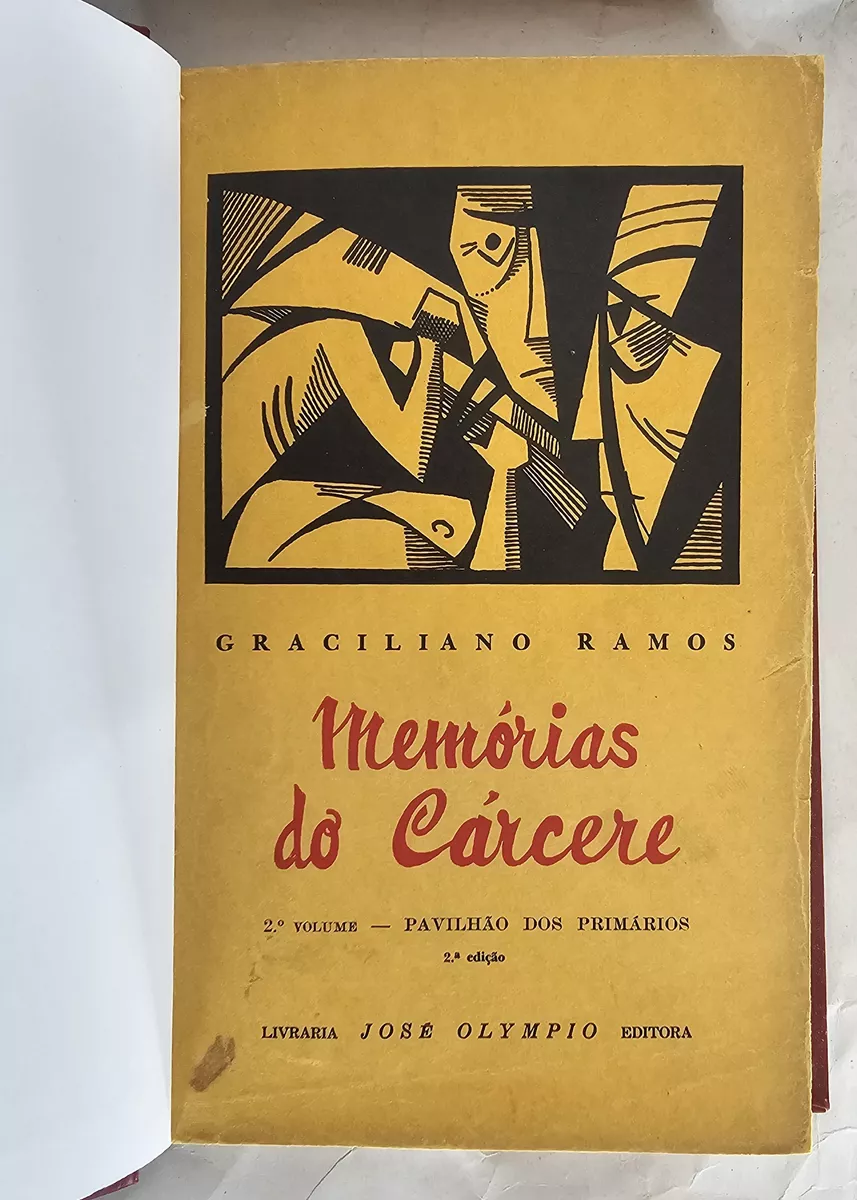 GRACILIANO RAMOS
Memórias
do Cárcere
2.º VOLUME — PAVILHÃO DOS PRIMÁRIOS
2.ª edição
LIVRARIA JOSÉ OLYMPIO EDITORA